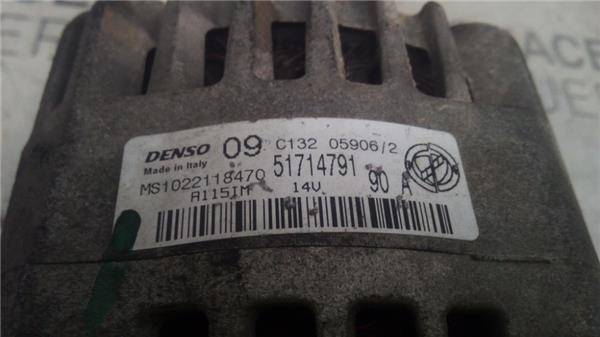 DENSO 09 C132 05906/2
Made in Italy
MS1022118470 51714791 90 A
A115IM 14V